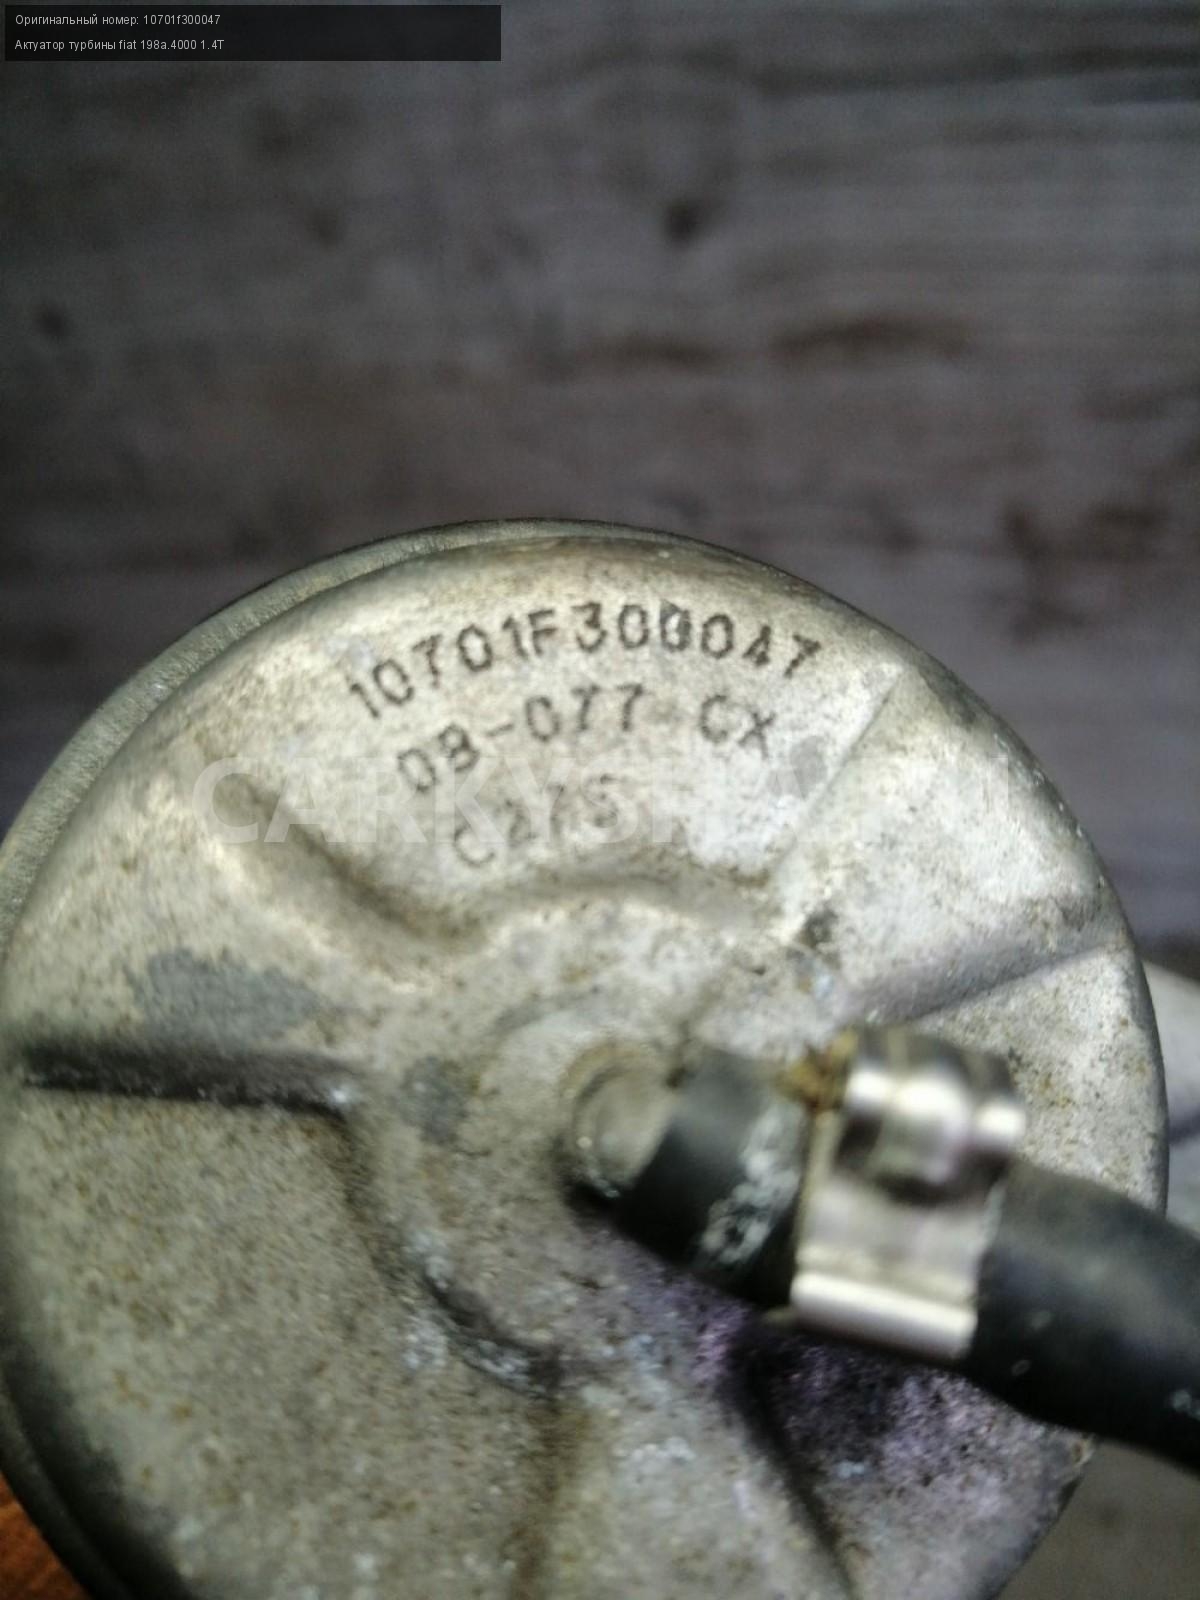 Оригинальный номер: 10701f300047
Актуатор турбины fiat 198a.4000 1.4T
10701F300047
08-077 CX
C275